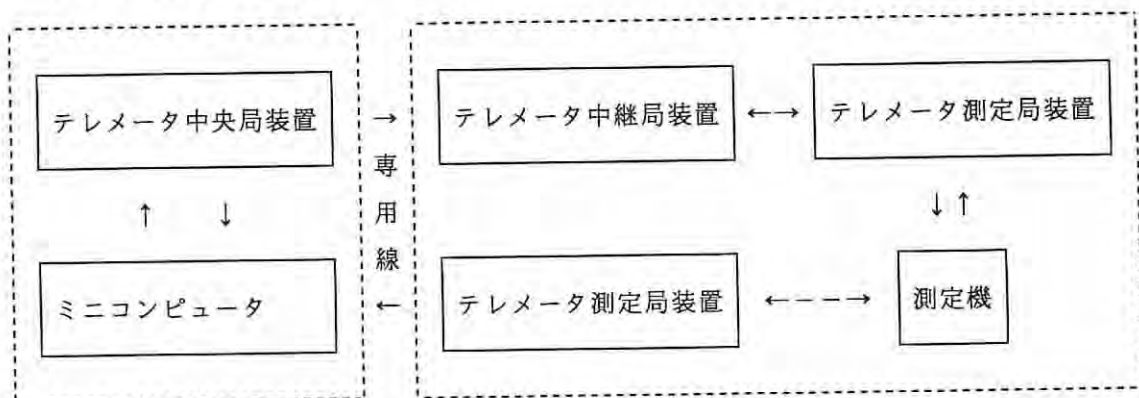 テレメータ中央局装置
→
テレメータ中継局装置
←→
テレメータ測定局装置
専用線
↑ ↓
↓↑
ミニコンピュータ
←
テレメータ測定局装置
←−−→
測定機